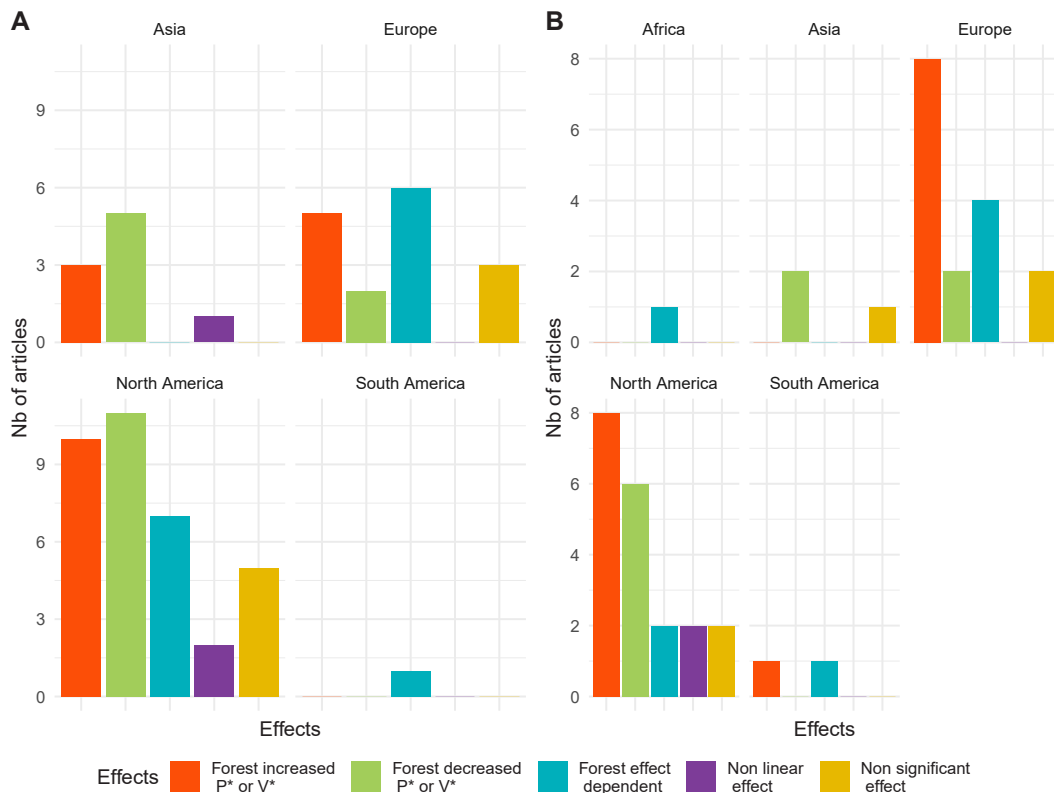 A
Asia
Europe
9
6
3
0
North America
South America
9
6
3
0
Nb of articles
Effects
B
Africa
Asia
Europe
8
6
4
2
0
North America
South America
8
6
4
2
0
Nb of articles
Effects
Effects
Forest increased
P* or V*
Forest decreased
P* or V*
Forest effect
dependent
Non linear
effect
Non significant
effect